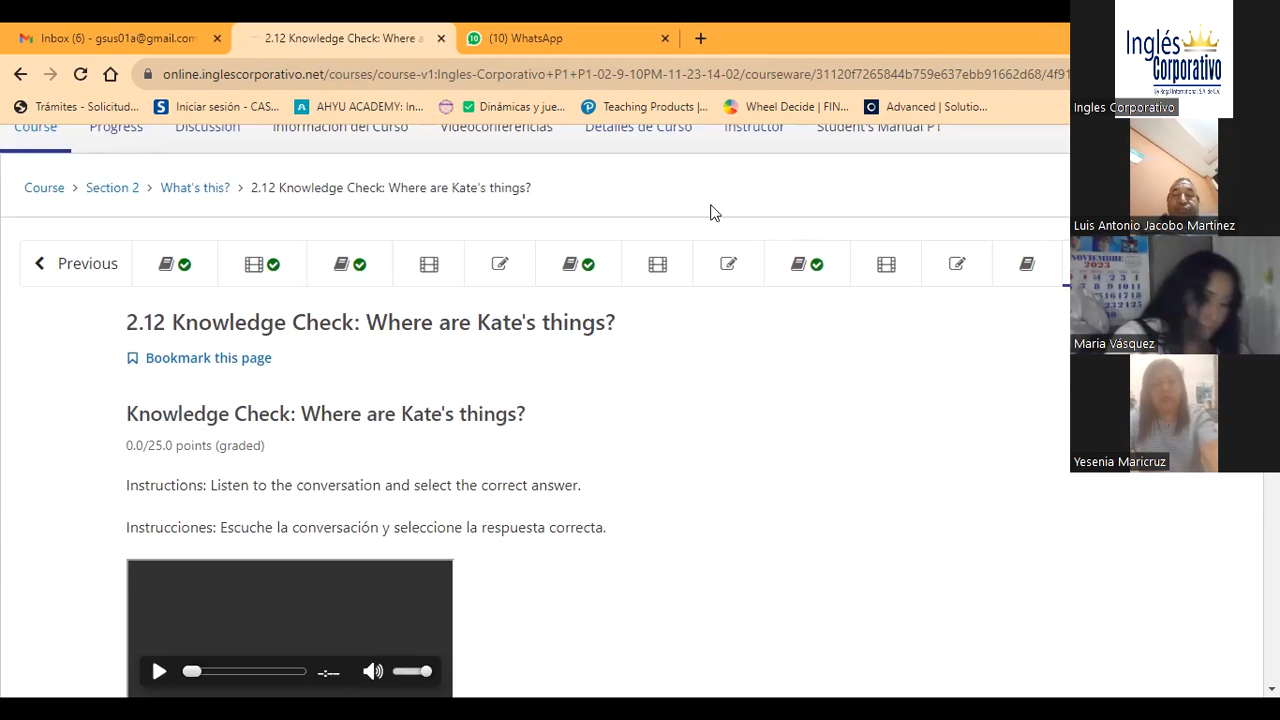 Inbox (6) - gsus01a@gmail.com
2.12 Knowledge Check: Where a
(10) WhatsApp
online.inglescorporativo.net/courses/course-v1:Ingles-Corporativo+P1+P1-02-9-10PM-11-23-14-02/courseware/31120f7265844b759e637ebb91662d68/4f91
Trámites - Solicitud...
Iniciar sesión - CAS...
AHYU ACADEMY: In...
Dinámicas y jue...
Teaching Products |...
Wheel Decide | FIN...
Advanced | Solutio...
Course
Progress
Discussion
Información del Curso
Videoconferencias
Detalles de Curso
Instructor
Student's Manual P1
Course > Section 2 > What's this? > 2.12 Knowledge Check: Where are Kate's things?
Previous
2.12 Knowledge Check: Where are Kate's things?
Bookmark this page
Knowledge Check: Where are Kate's things?
0.0/25.0 points (graded)
Instructions: Listen to the conversation and select the correct answer.
Instrucciones: Escuche la conversación y seleccione la respuesta correcta.
-:--
Inglés
Corporativo
Ingles Corporativo
Luis Antonio Jacobo Martinez
NOVIEMBRE
2023
Maria Vásquez
Yesenia Maricruz